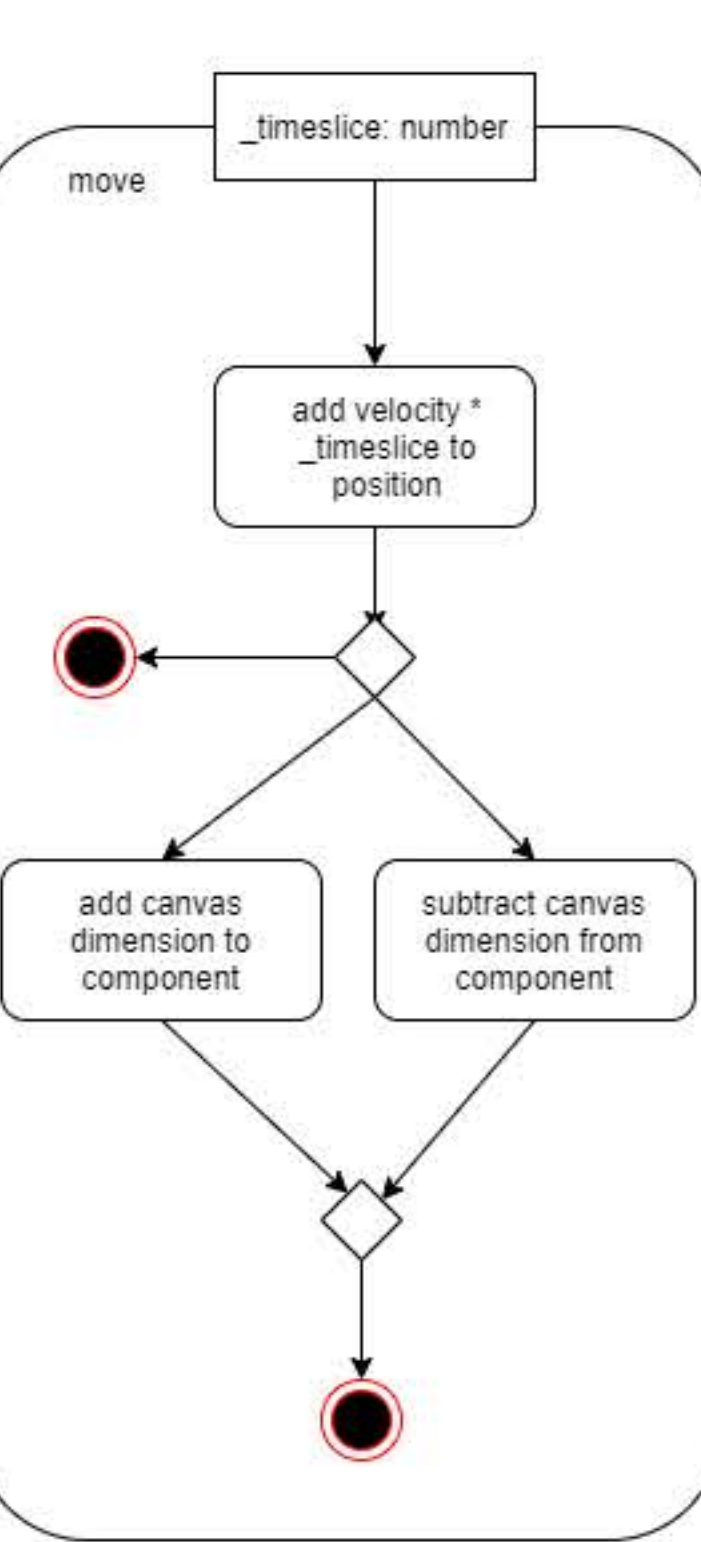 _timeslice: number
move
add velocity *
_timeslice to
position
add canvas
dimension to
component
subtract canvas
dimension from
component